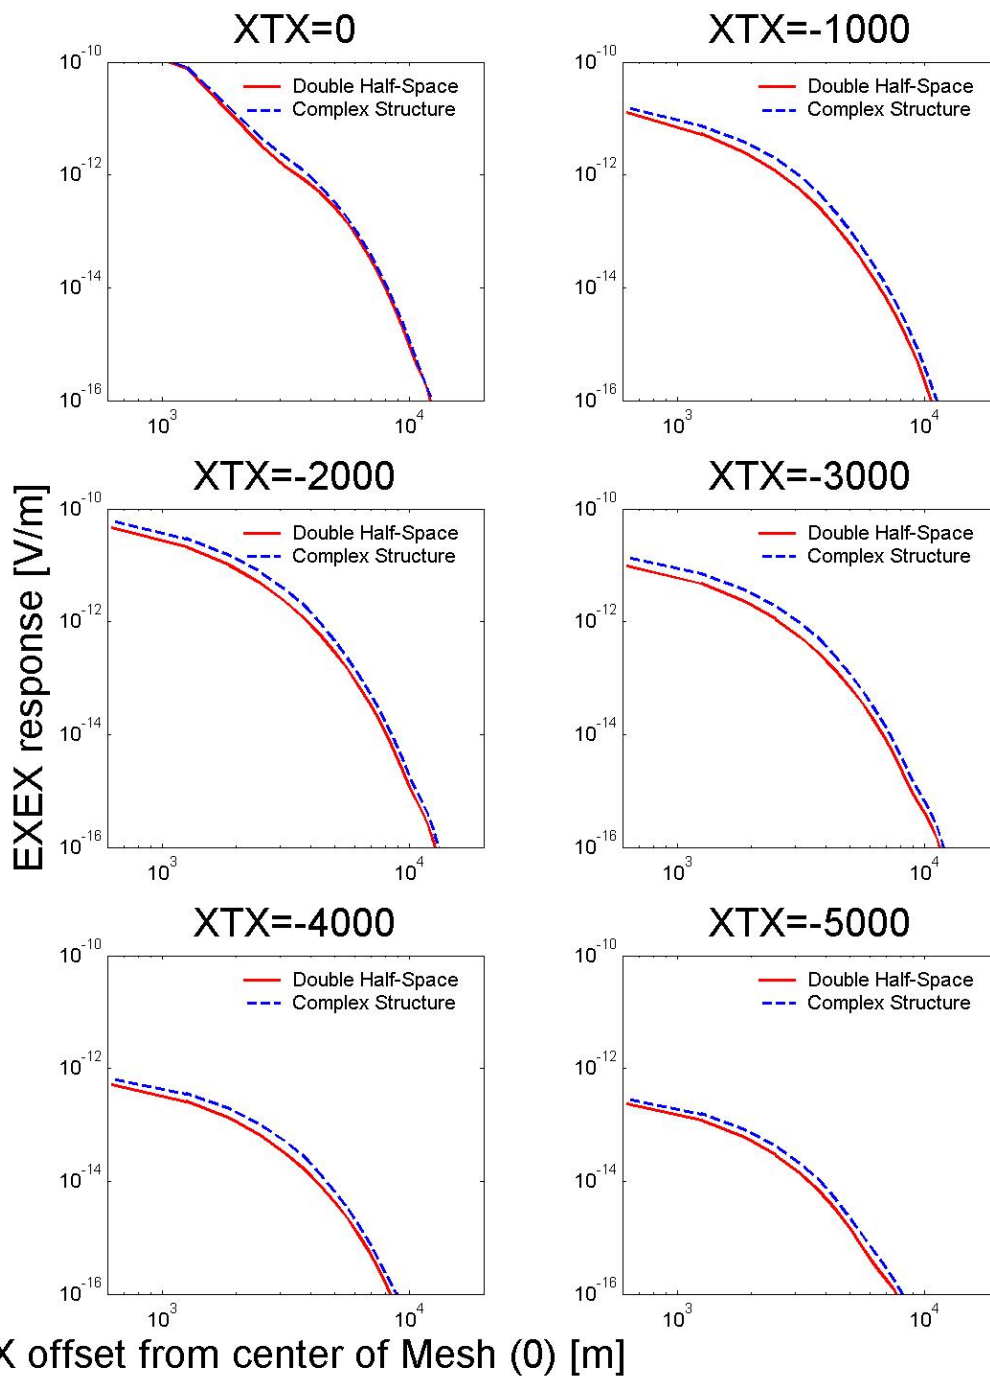 XTX=0
10^-10
10^-12
10^-14
10^-16
10^3
10^4
Double Half-Space
Complex Structure
XTX=-1000
10^-10
10^-12
10^-14
10^-16
10^3
10^4
Double Half-Space
Complex Structure
EXEX response [V/m]
XTX=-2000
10^-10
10^-12
10^-14
10^-16
10^3
10^4
Double Half-Space
Complex Structure
XTX=-3000
10^-10
10^-12
10^-14
10^-16
10^3
10^4
Double Half-Space
Complex Structure
XTX=-4000
10^-10
10^-12
10^-14
10^-16
10^3
10^4
Double Half-Space
Complex Structure
XTX=-5000
10^-10
10^-12
10^-14
10^-16
10^3
10^4
Double Half-Space
Complex Structure
X offset from center of Mesh (0) [m]